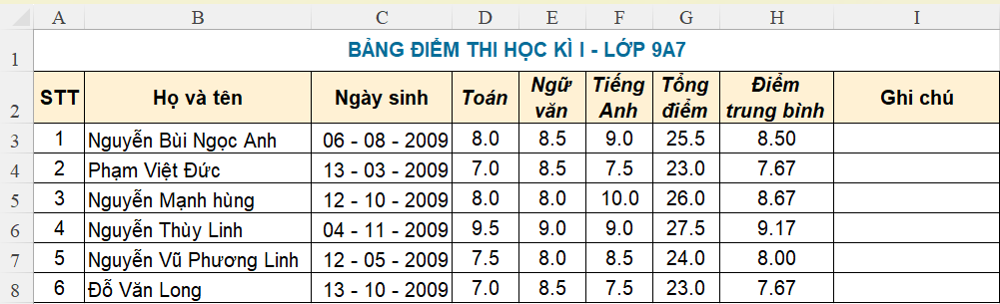 A B C D E F G H I
1 BẢNG ĐIỂM THI HỌC KÌ I - LỚP 9A7
2 STT Họ và tên Ngày sinh Toán Ngữ văn Tiếng Anh Tổng điểm Điểm trung bình Ghi chú
3 1 Nguyễn Bùi Ngọc Anh 06 - 08 - 2009 8.0 8.5 9.0 25.5 8.50
4 2 Phạm Việt Đức 13 - 03 - 2009 7.0 8.5 7.5 23.0 7.67
5 3 Nguyễn Mạnh hùng 12 - 10 - 2009 8.0 8.0 10.0 26.0 8.67
6 4 Nguyễn Thùy Linh 04 - 11 - 2009 9.5 9.0 9.0 27.5 9.17
7 5 Nguyễn Vũ Phương Linh 12 - 05 - 2009 7.5 8.0 8.5 24.0 8.00
8 6 Đỗ Văn Long 13 - 10 - 2009 7.0 8.5 7.5 23.0 7.67